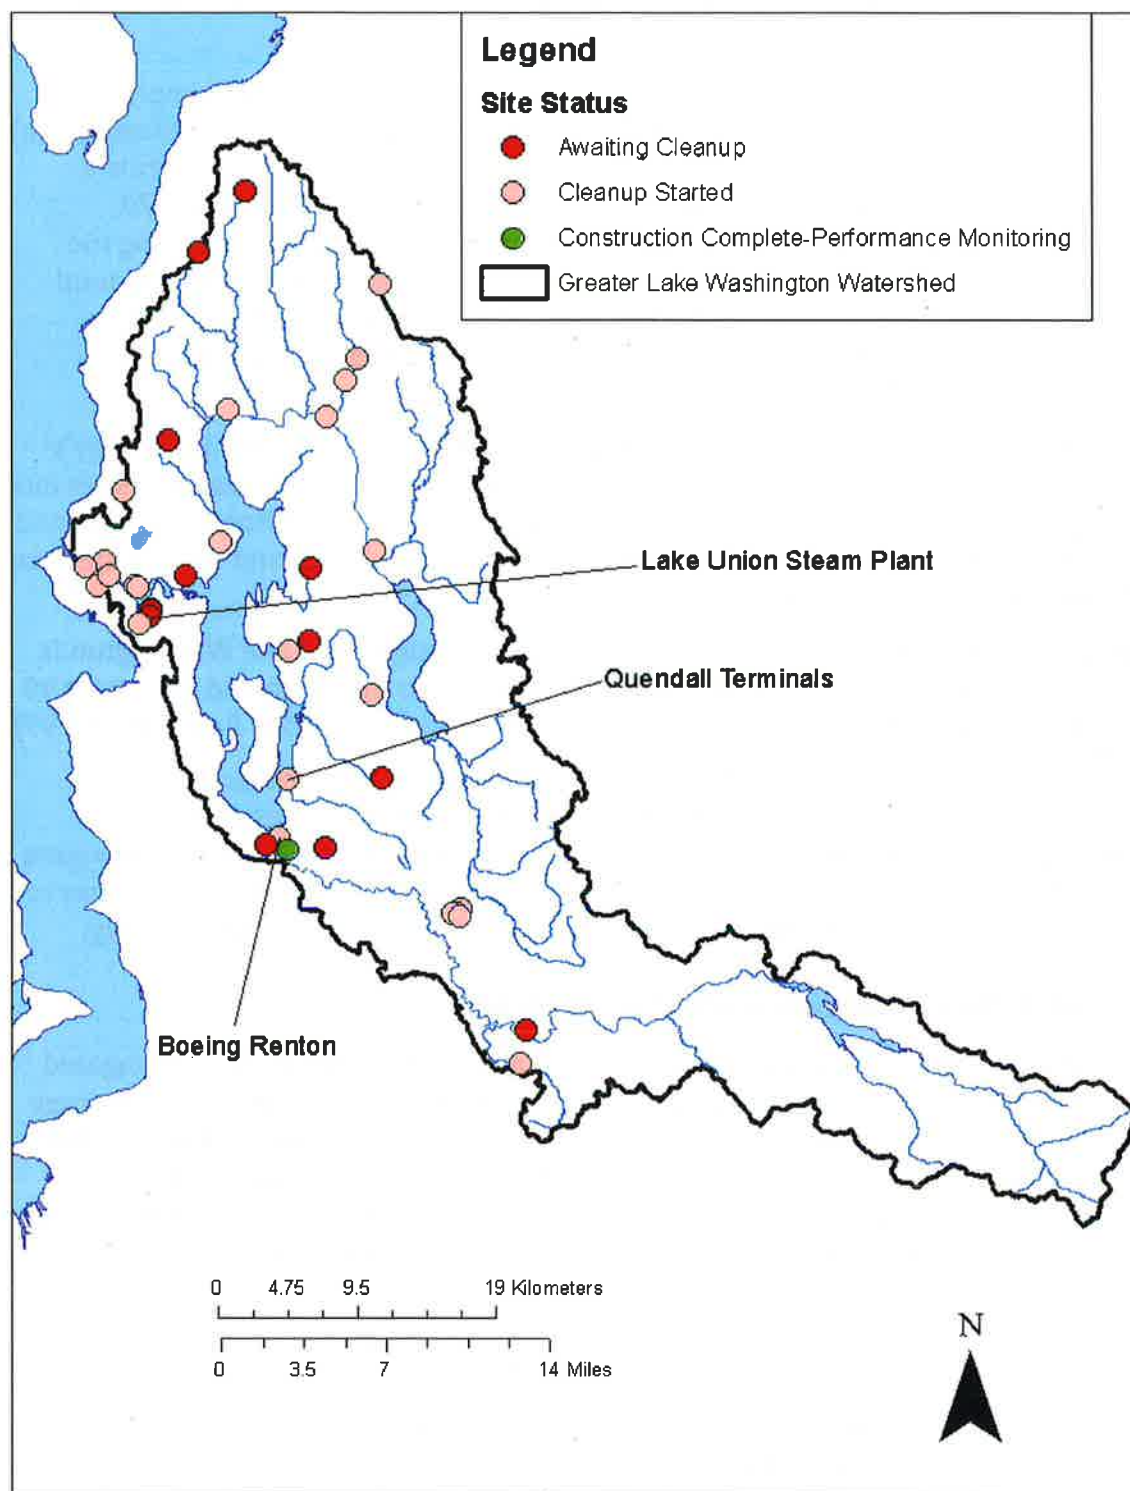 Legend
Site Status
Awaiting Cleanup
Cleanup Started
Construction Complete-Performance Monitoring
Greater Lake Washington Watershed
Lake Union Steam Plant
Quendall Terminals
Boeing Renton
0 4.75 9.5 19 Kilometers
0 3.5 7 14 Miles
N